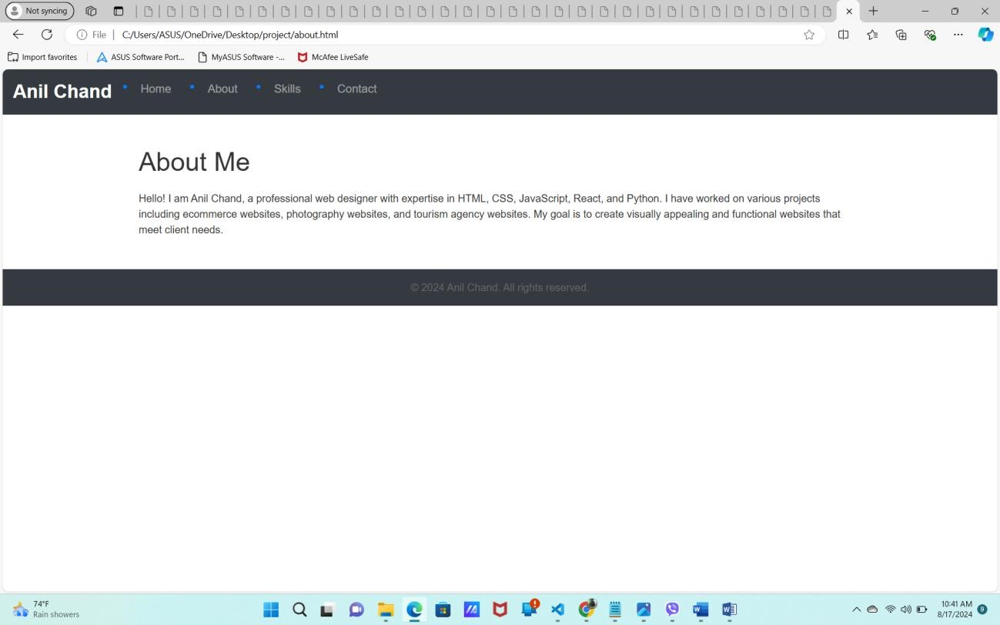 Not syncing
File
C:/Users/ASUS/OneDrive/Desktop/project/about.html
Import favorites
ASUS Software Port...
MyASUS Software -...
McAfee LiveSafe
Anil Chand
Home
About
Skills
Contact
About Me
Hello! I am Anil Chand, a professional web designer with expertise in HTML, CSS, JavaScript, React, and Python. I have worked on various projects
including ecommerce websites, photography websites, and tourism agency websites. My goal is to create visually appealing and functional websites that
meet client needs.
© 2024 Anil Chand. All rights reserved.
74°F
Rain showers
10:41 AM
8/17/2024
9